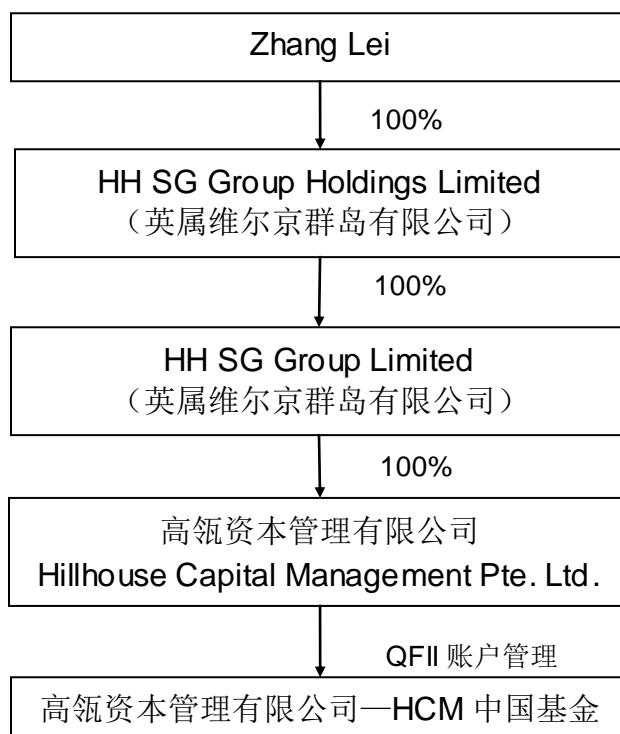 Zhang Lei
100%
HH SG Group Holdings Limited
（英属维尔京群岛有限公司）
100%
HH SG Group Limited
（英属维尔京群岛有限公司）
100%
高瓴资本管理有限公司
Hillhouse Capital Management Pte. Ltd.
QFII 账户管理
高瓴资本管理有限公司—HCM 中国基金